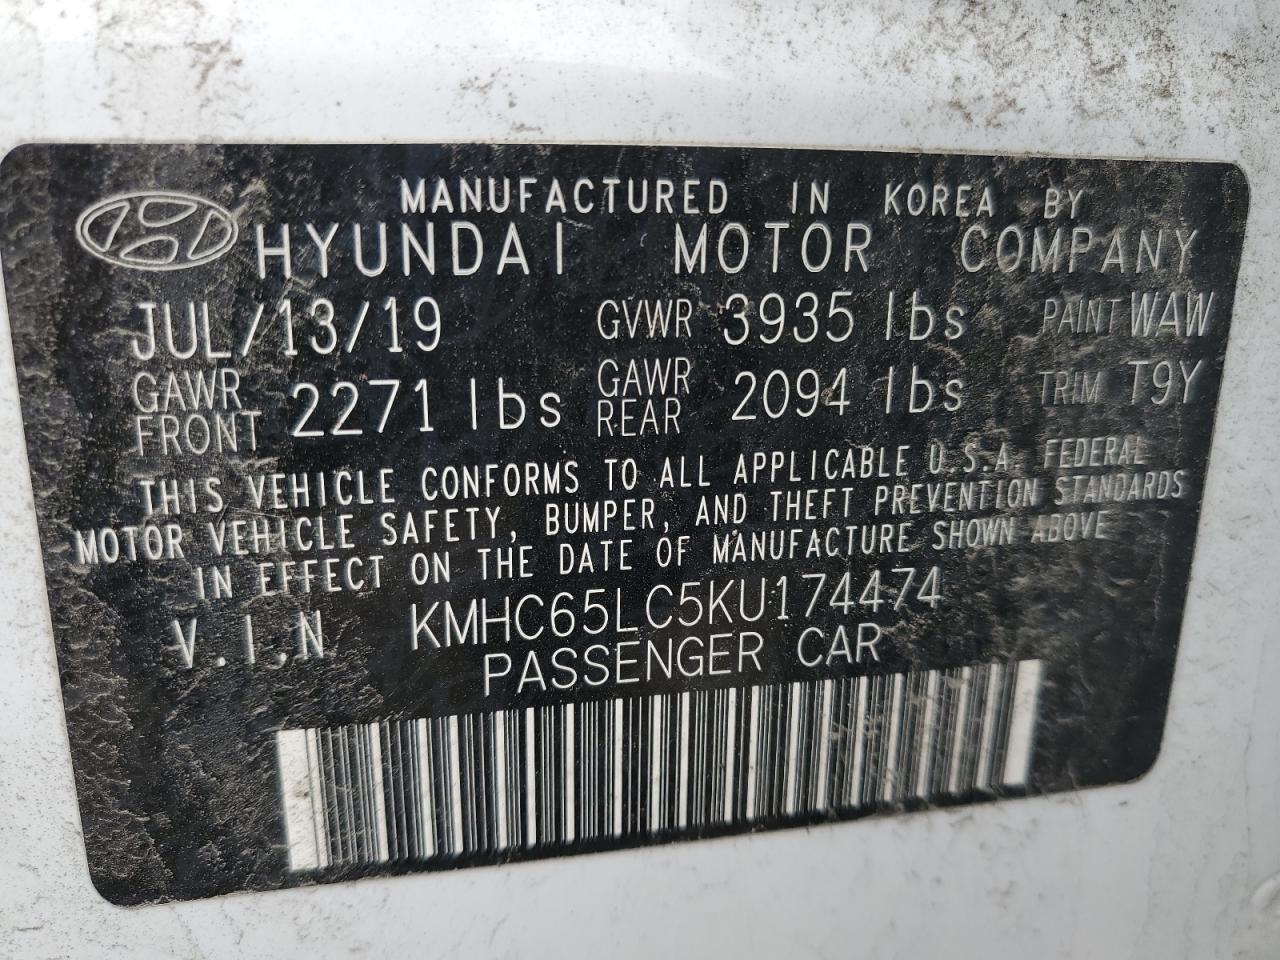 MANUFACTURED IN KOREA BY
HYUNDAI MOTOR COMPANY
JUL/13/19 GVWR 3935 lbs PAINT WAW
GAWR FRONT 2271 lbs GAWR REAR 2094 lbs TRIM T9Y
THIS VEHICLE CONFORMS TO ALL APPLICABLE U.S.A. FEDERAL
MOTOR VEHICLE SAFETY, BUMPER, AND THEFT PREVENTION STANDARDS
IN EFFECT ON THE DATE OF MANUFACTURE SHOWN ABOVE
V.I.N KMHC65LC5KU174474
PASSENGER CAR